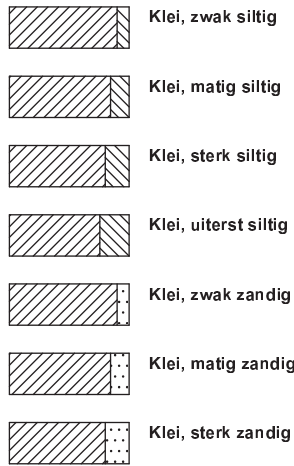 Klei, zwak siltig
Klei, matig siltig
Klei, sterk siltig
Klei, uiterst siltig
Klei, zwak zandig
Klei, matig zandig
Klei, sterk zandig